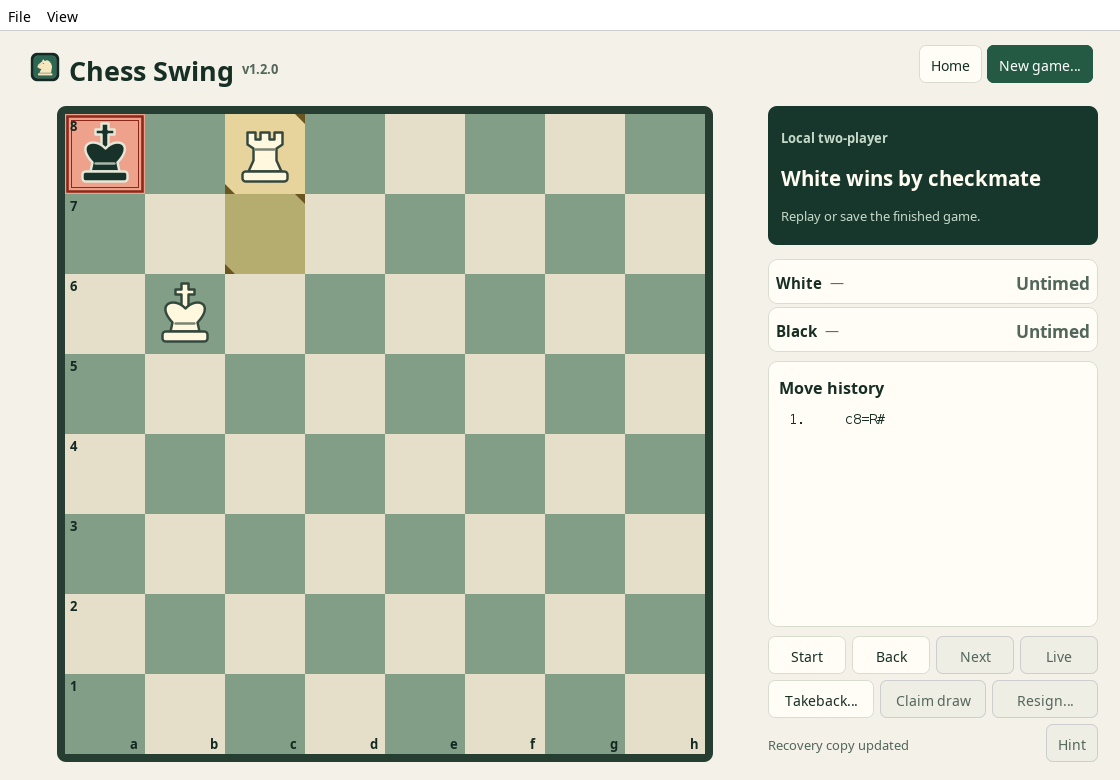 File View
Chess Swing v1.2.0
Home
New game...
8
7
6
5
4
3
2
1
a b c d e f g h
Local two-player
White wins by checkmate
Replay or save the finished game.
White — Untimed
Black — Untimed
Move history
1. c8=R#
Start Back Next Live
Takeback... Claim draw Resign...
Recovery copy updated Hint